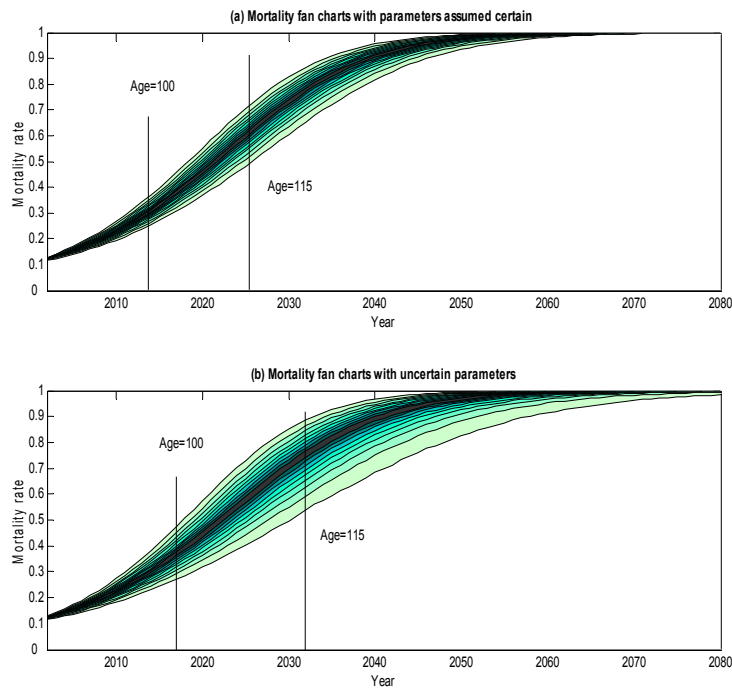 (a) Mortality fan charts with parameters assumed certain
1
0.9
0.8
0.7
0.6
0.5
0.4
0.3
0.2
0.1
0
Mortality rate
Age=100
Age=115
2010 2020 2030 2040 2050 2060 2070 2080
Year
(b) Mortality fan charts with uncertain parameters
1
0.9
0.8
0.7
0.6
0.5
0.4
0.3
0.2
0.1
0
Mortality rate
Age=100
Age=115
2010 2020 2030 2040 2050 2060 2070 2080
Year